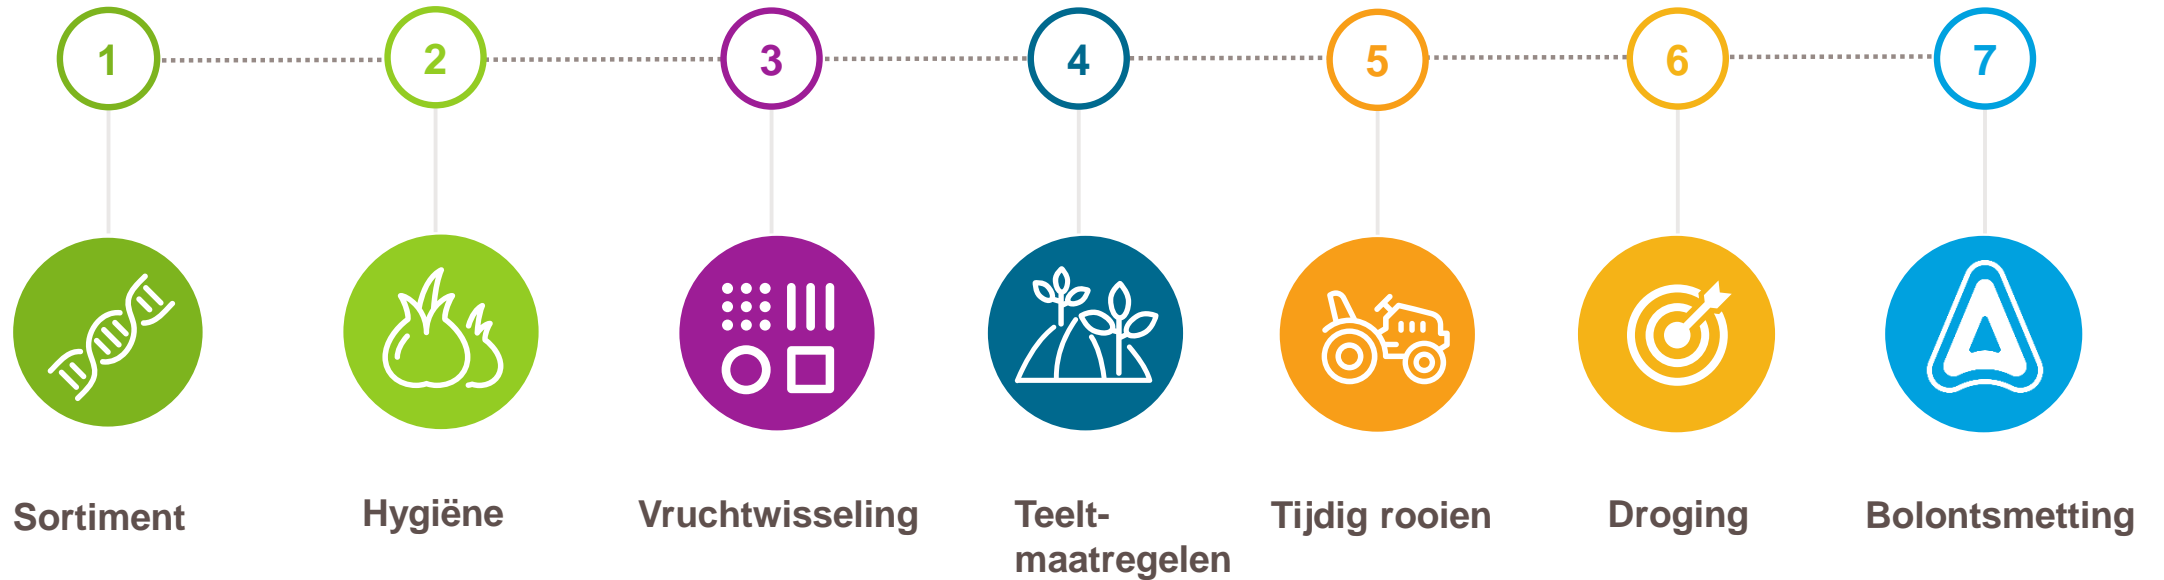 1
2
3
4
5
6
7
Sortiment
Hygiëne
Vruchtwisseling
Teelt-
maatregelen
Tijdig rooien
Droging
Bolontsmetting